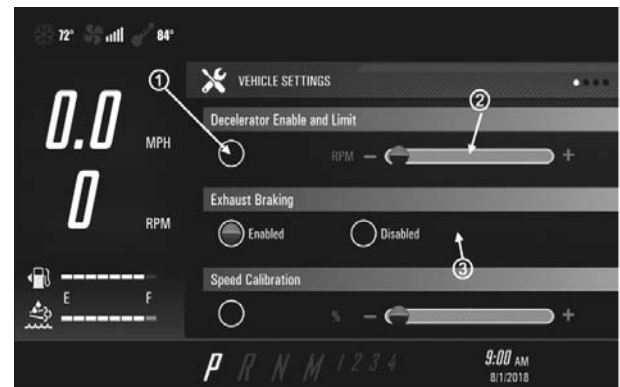 72° 84°
VEHICLE SETTINGS
1
2
0.0 MPH
Decelerator Enable and Limit
RPM − +
0 RPM
Exhaust Braking
Enabled Disabled
3
E F
Speed Calibration
% − +
P R N M 1 2 3 4
9:00 AM
8/1/2018